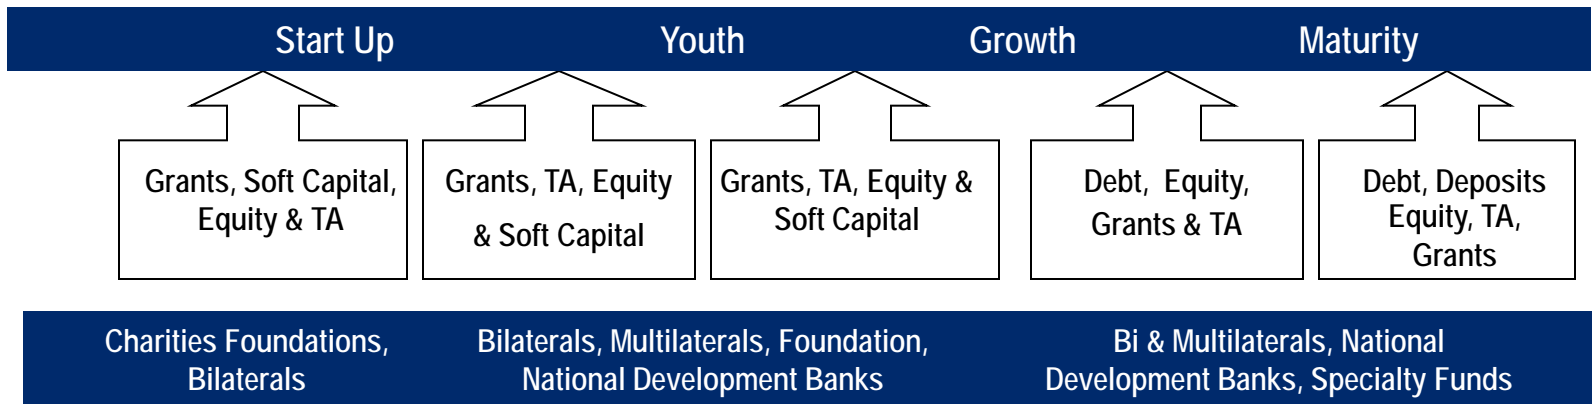 Start Up Youth Growth Maturity
Grants, Soft Capital,
Equity & TA
Grants, TA, Equity
& Soft Capital
Grants, TA, Equity &
Soft Capital
Debt, Equity,
Grants & TA
Debt, Deposits
Equity, TA,
Grants
Charities Foundations,
Bilaterals
Bilaterals, Multilaterals, Foundation,
National Development Banks
Bi & Multilaterals, National
Development Banks, Specialty Funds